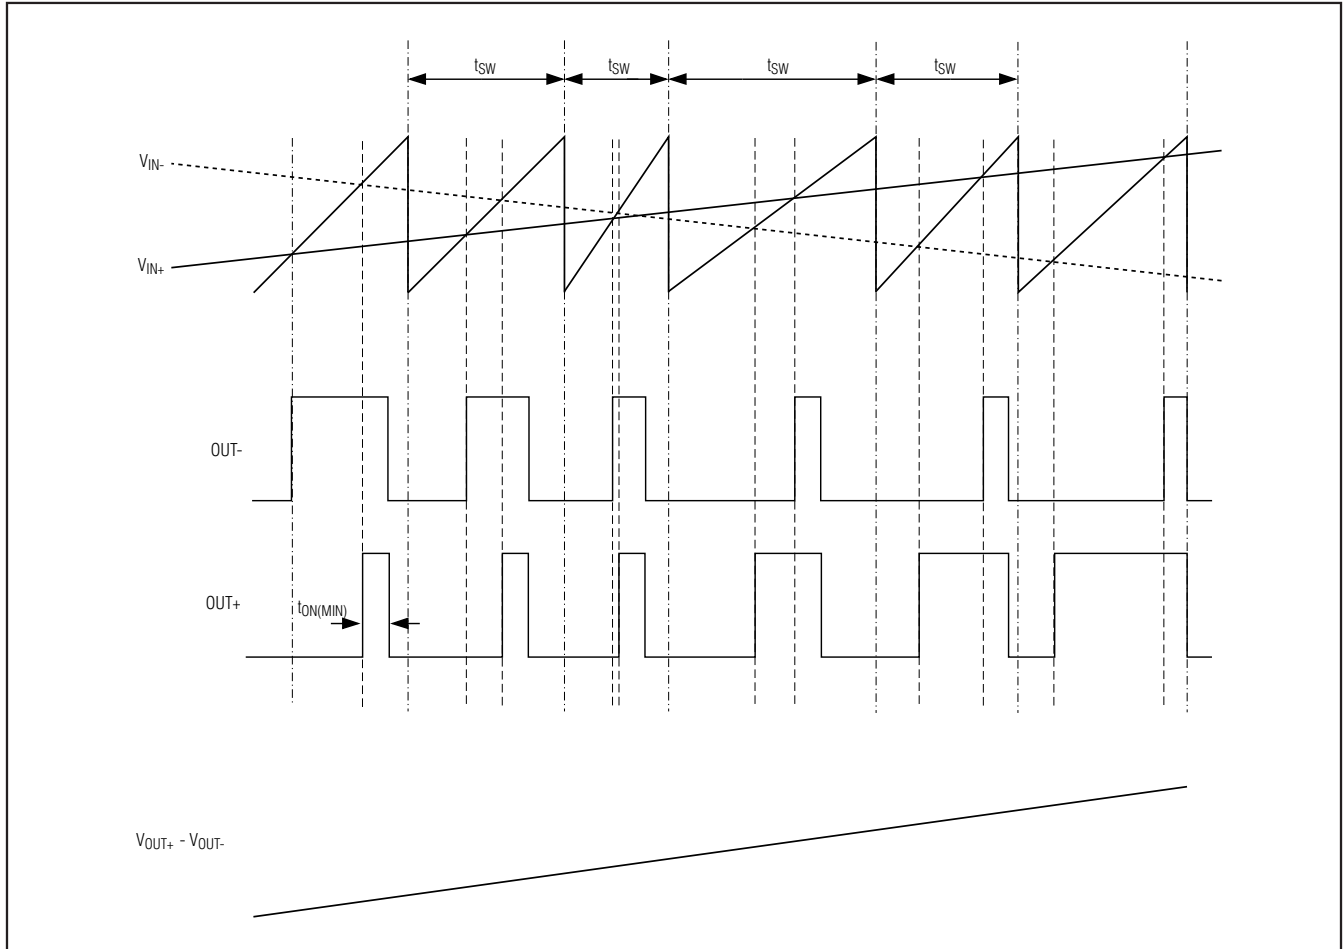 tSW tSW tSW tSW
VIN-
VIN+
OUT-
OUT+
tON(MIN)
VOUT+ - VOUT-